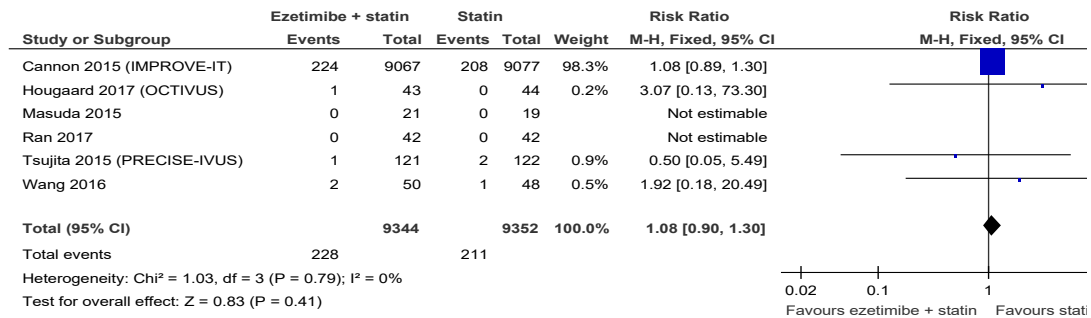 Ezetimibe + statin Statin Risk Ratio Risk Ratio
Study or Subgroup Events Total Events Total Weight M-H, Fixed, 95% CI M-H, Fixed, 95% CI
Cannon 2015 (IMPROVE-IT) 224 9067 208 9077 98.3% 1.08 [0.89, 1.30]
Hougaard 2017 (OCTIVUS) 1 43 0 44 0.2% 3.07 [0.13, 73.30]
Masuda 2015 0 21 0 19 Not estimable
Ran 2017 0 42 0 42 Not estimable
Tsujita 2015 (PRECISE-IVUS) 1 121 2 122 0.9% 0.50 [0.05, 5.49]
Wang 2016 2 50 1 48 0.5% 1.92 [0.18, 20.49]
Total (95% CI) 9344 9352 100.0% 1.08 [0.90, 1.30]
Total events 228 211
Heterogeneity: Chi² = 1.03, df = 3 (P = 0.79); I² = 0%
Test for overall effect: Z = 0.83 (P = 0.41)
0.02 0.1 1
Favours ezetimibe + statin Favours stati